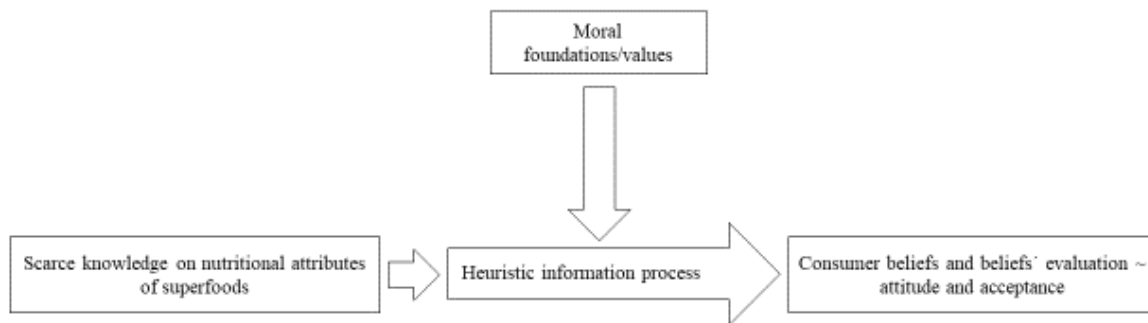 Moral
foundations/values
Scarce knowledge on nutritional attributes
of superfoods
Heuristic information process
Consumer beliefs and beliefs´ evaluation ~
attitude and acceptance